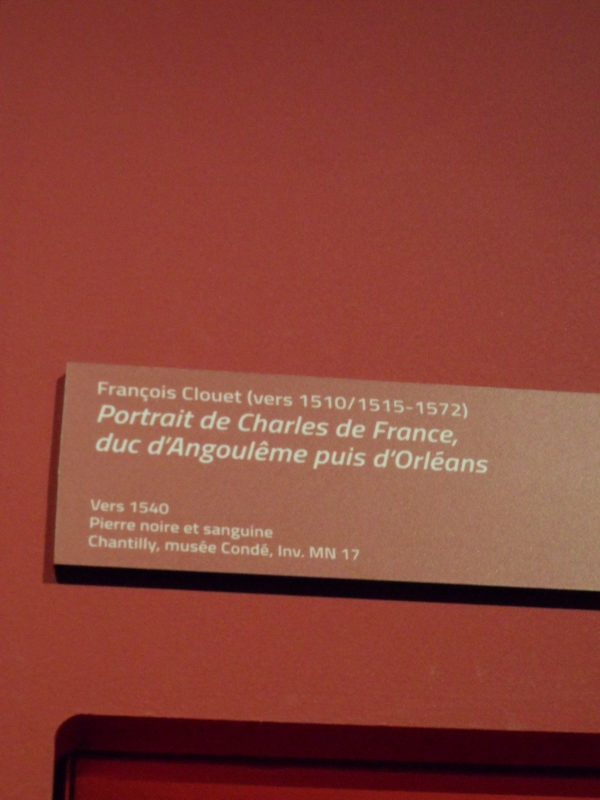 François Clouet (vers 1510/1515-1572)
Portrait de Charles de France,
duc d'Angoulême puis d'Orléans
Vers 1540
Pierre noire et sanguine
Chantilly, musée Condé, Inv. MN 17